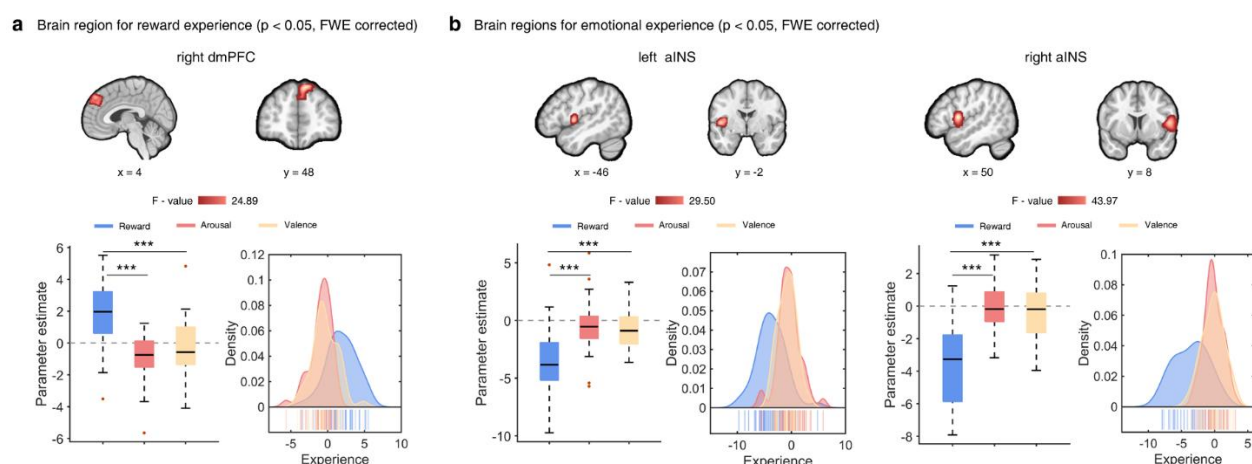 a Brain region for reward experience (p < 0.05, FWE corrected)
right dmPFC
x = 4
y = 48
F - value 24.89
Reward Arousal Valence
Parameter estimate
6
4
2
0
-2
-4
-6
***
***
Density
0.12
0.1
0.08
0.06
0.04
0.02
0
-5
0
5
10
Experience
b Brain regions for emotional experience (p < 0.05, FWE corrected)
left aINS
x = -46
y = -2
F - value 29.50
Reward Arousal Valence
Parameter estimate
5
0
-5
-10
***
***
Density
0.07
0.06
0.05
0.04
0.03
0.02
0.01
0
-10
-5
0
5
10
Experience
right aINS
x = 50
y = 8
F - value 43.97
Reward Arousal Valence
Parameter estimate
2
0
-2
-4
-6
-8
***
***
Density
0.1
0.08
0.06
0.04
0.02
0
-10
-5
0
5
Experience